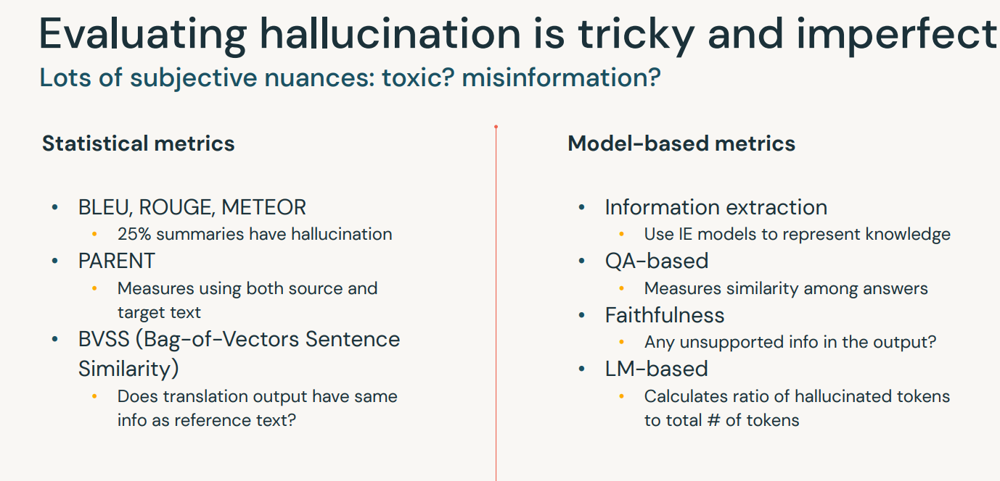 Evaluating hallucination is tricky and imperfect
Lots of subjective nuances: toxic? misinformation?
Statistical metrics
• BLEU, ROUGE, METEOR
• 25% summaries have hallucination
• PARENT
• Measures using both source and
target text
• BVSS (Bag-of-Vectors Sentence
Similarity)
• Does translation output have same
info as reference text?
Model-based metrics
• Information extraction
• Use IE models to represent knowledge
• QA-based
• Measures similarity among answers
• Faithfulness
• Any unsupported info in the output?
• LM-based
• Calculates ratio of hallucinated tokens
to total # of tokens